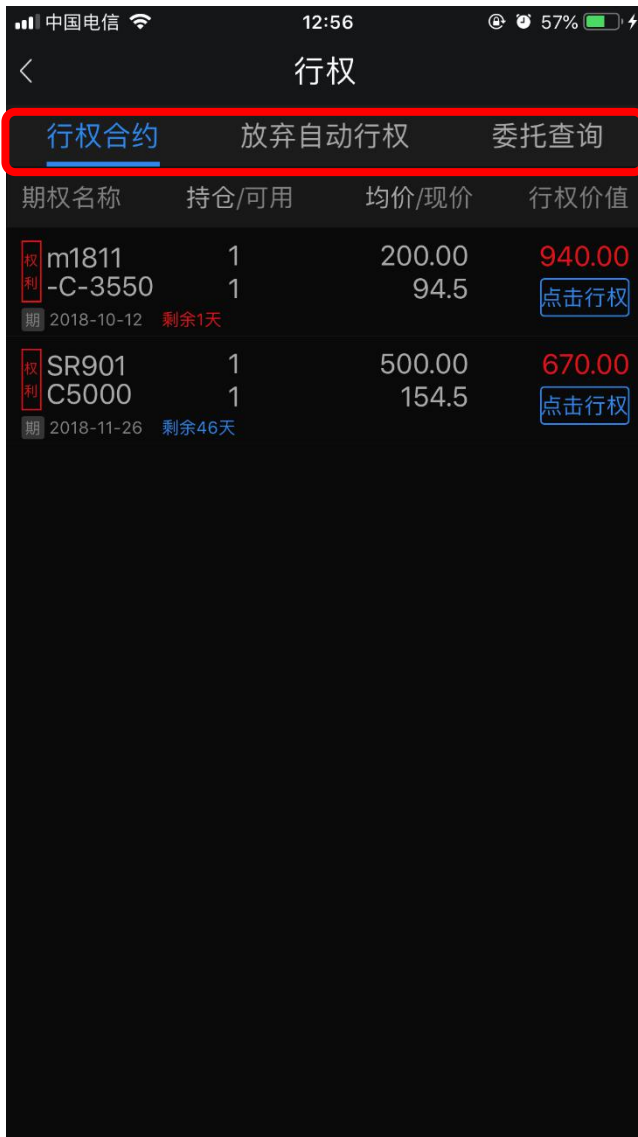 中国电信 12:56 57%
行权
行权合约 放弃自动行权 委托查询
期权名称 持仓/可用 均价/现价 行权价值
权利 m1811 1 200.00 940.00
-C-3550 1 94.5 点击行权
期 2018-10-12 剩余1天
权利 SR901 1 500.00 670.00
C5000 1 154.5 点击行权
期 2018-11-26 剩余46天